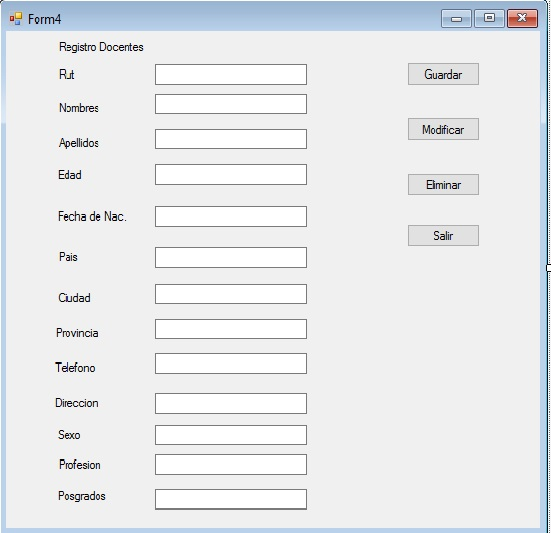 Form4
Registro Docentes
Rut
Guardar
Nombres
Modificar
Apellidos
Edad
Eliminar
Fecha de Nac.
Salir
Pais
Ciudad
Provincia
Telefono
Direccion
Sexo
Profesion
Posgrados